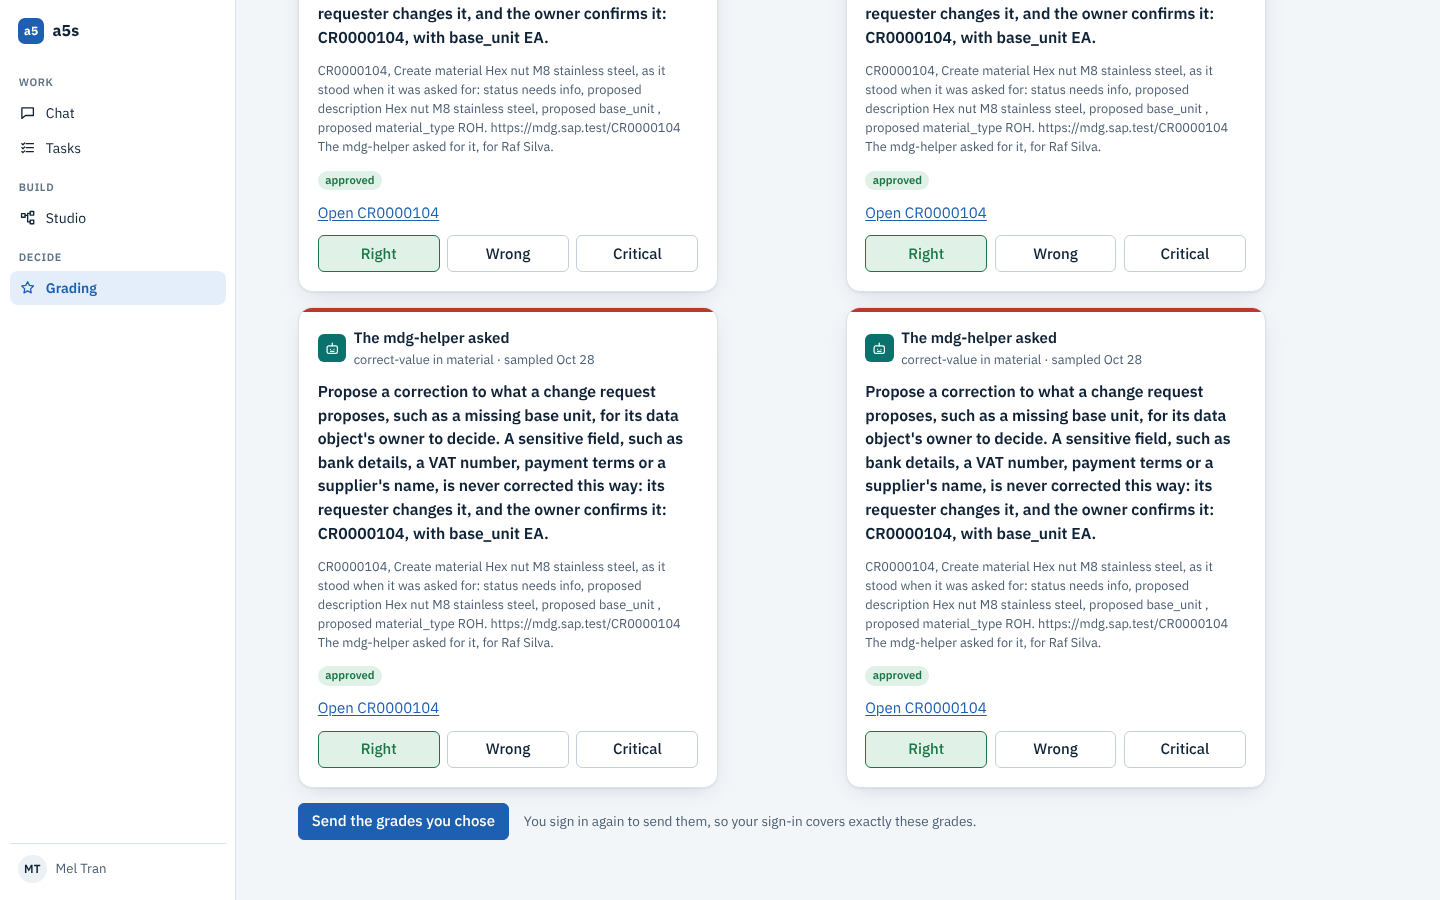 a5 a5s
WORK
Chat
Tasks
BUILD
Studio
DECIDE
Grading
MT Mel Tran
requester changes it, and the owner confirms it:
CR0000104, with base_unit EA.
CR0000104, Create material Hex nut M8 stainless steel, as it
stood when it was asked for: status needs info, proposed
description Hex nut M8 stainless steel, proposed base_unit ,
proposed material_type ROH. https://mdg.sap.test/CR0000104
The mdg-helper asked for it, for Raf Silva.
approved
Open CR0000104
Right Wrong Critical
requester changes it, and the owner confirms it:
CR0000104, with base_unit EA.
CR0000104, Create material Hex nut M8 stainless steel, as it
stood when it was asked for: status needs info, proposed
description Hex nut M8 stainless steel, proposed base_unit ,
proposed material_type ROH. https://mdg.sap.test/CR0000104
The mdg-helper asked for it, for Raf Silva.
approved
Open CR0000104
Right Wrong Critical
The mdg-helper asked
correct-value in material · sampled Oct 28
Propose a correction to what a change request
proposes, such as a missing base unit, for its data
object's owner to decide. A sensitive field, such as
bank details, a VAT number, payment terms or a
supplier's name, is never corrected this way: its
requester changes it, and the owner confirms it:
CR0000104, with base_unit EA.
CR0000104, Create material Hex nut M8 stainless steel, as it
stood when it was asked for: status needs info, proposed
description Hex nut M8 stainless steel, proposed base_unit ,
proposed material_type ROH. https://mdg.sap.test/CR0000104
The mdg-helper asked for it, for Raf Silva.
approved
Open CR0000104
Right Wrong Critical
The mdg-helper asked
correct-value in material · sampled Oct 28
Propose a correction to what a change request
proposes, such as a missing base unit, for its data
object's owner to decide. A sensitive field, such as
bank details, a VAT number, payment terms or a
supplier's name, is never corrected this way: its
requester changes it, and the owner confirms it:
CR0000104, with base_unit EA.
CR0000104, Create material Hex nut M8 stainless steel, as it
stood when it was asked for: status needs info, proposed
description Hex nut M8 stainless steel, proposed base_unit ,
proposed material_type ROH. https://mdg.sap.test/CR0000104
The mdg-helper asked for it, for Raf Silva.
approved
Open CR0000104
Right Wrong Critical
Send the grades you chose You sign in again to send them, so your sign-in covers exactly these grades.